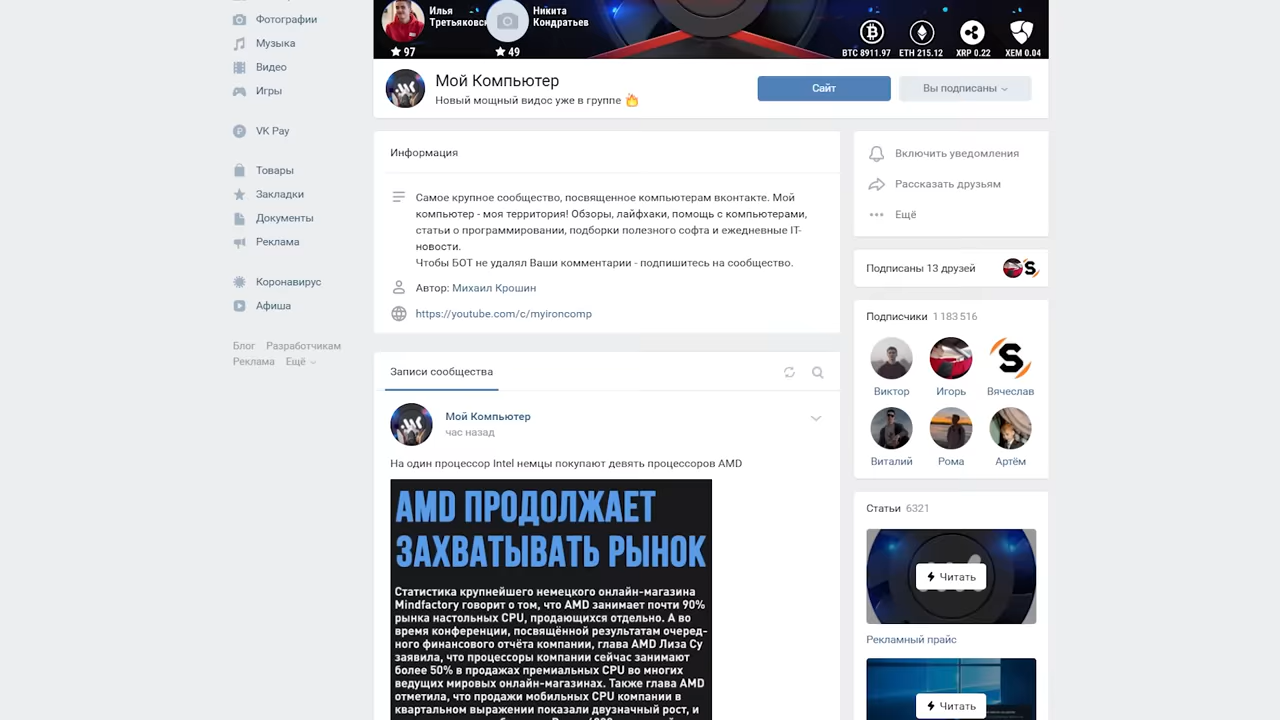 Фотографии
Музыка
Видео
Игры
VK Pay
Товары
Закладки
Документы
Реклама
Коронавирус
Афиша
Блог Разработчикам
Реклама Ещё
Илья
Третьяковск
97
Никита
Кондратьев
49
BTC 8911.97 ETH 215.12 XRP 0.22 XEM 0.04
Мой Компьютер
Новый мощный видос уже в группе
Сайт
Вы подписаны
Информация
Самое крупное сообщество, посвященное компьютерам вконтакте. Мой
компьютер - моя территория! Обзоры, лайфхаки, помощь с компьютерами,
статьи о программировании, подборки полезного софта и ежедневные IT-
новости.
Чтобы БОТ не удалял Ваши комментарии - подпишитесь на сообщество.
Автор: Михаил Крошин
https://youtube.com/c/myironcomp
Записи сообщества
Мой Компьютер
час назад
На один процессор Intel немцы покупают девять процессоров AMD
AMD ПРОДОЛЖАЕТ
ЗАХВАТЫВАТЬ РЫНОК
Статистика крупнейшего немецкого онлайн-магазина
Mindfactory говорит о том, что AMD занимает почти 90%
рынка настольных CPU, продающихся отдельно. А во
время конференции, посвящённой результатам очеред-
ного финансового отчёта компании, глава AMD Лиза Су
заявила, что процессоры компании сейчас занимают
более 50% в продажах премиальных CPU во многих
ведущих мировых онлайн-магазинах. Также глава AMD
отметила, что продажи мобильных CPU компании в
квартальном выражении показали двузначный рост, и
Включить уведомления
Рассказать друзьям
Ещё
Подписаны 13 друзей
Подписчики 1 183 516
Виктор Игорь Вячеслав
Виталий Рома Артём
Статьи 6321
Читать
Рекламный прайс
Читать